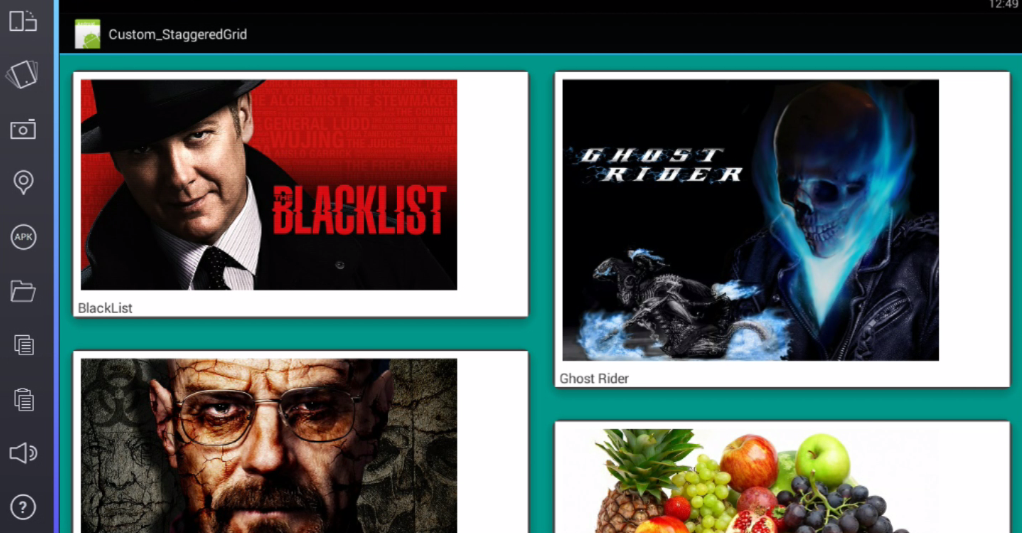 12:49
Custom_StaggeredGrid
E ALCHEMIST THE STEWMAKER
GENERAL LUDD
WUJING THE JUDGE
THE
BLACKLIST
BlackList
GHOST
RIDER
Ghost Rider
APK
?